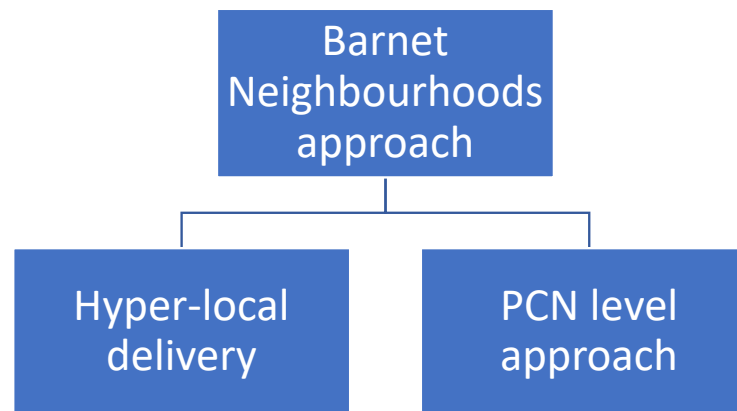 Barnet
Neighbourhoods
approach
Hyper-local
delivery
PCN level
approach